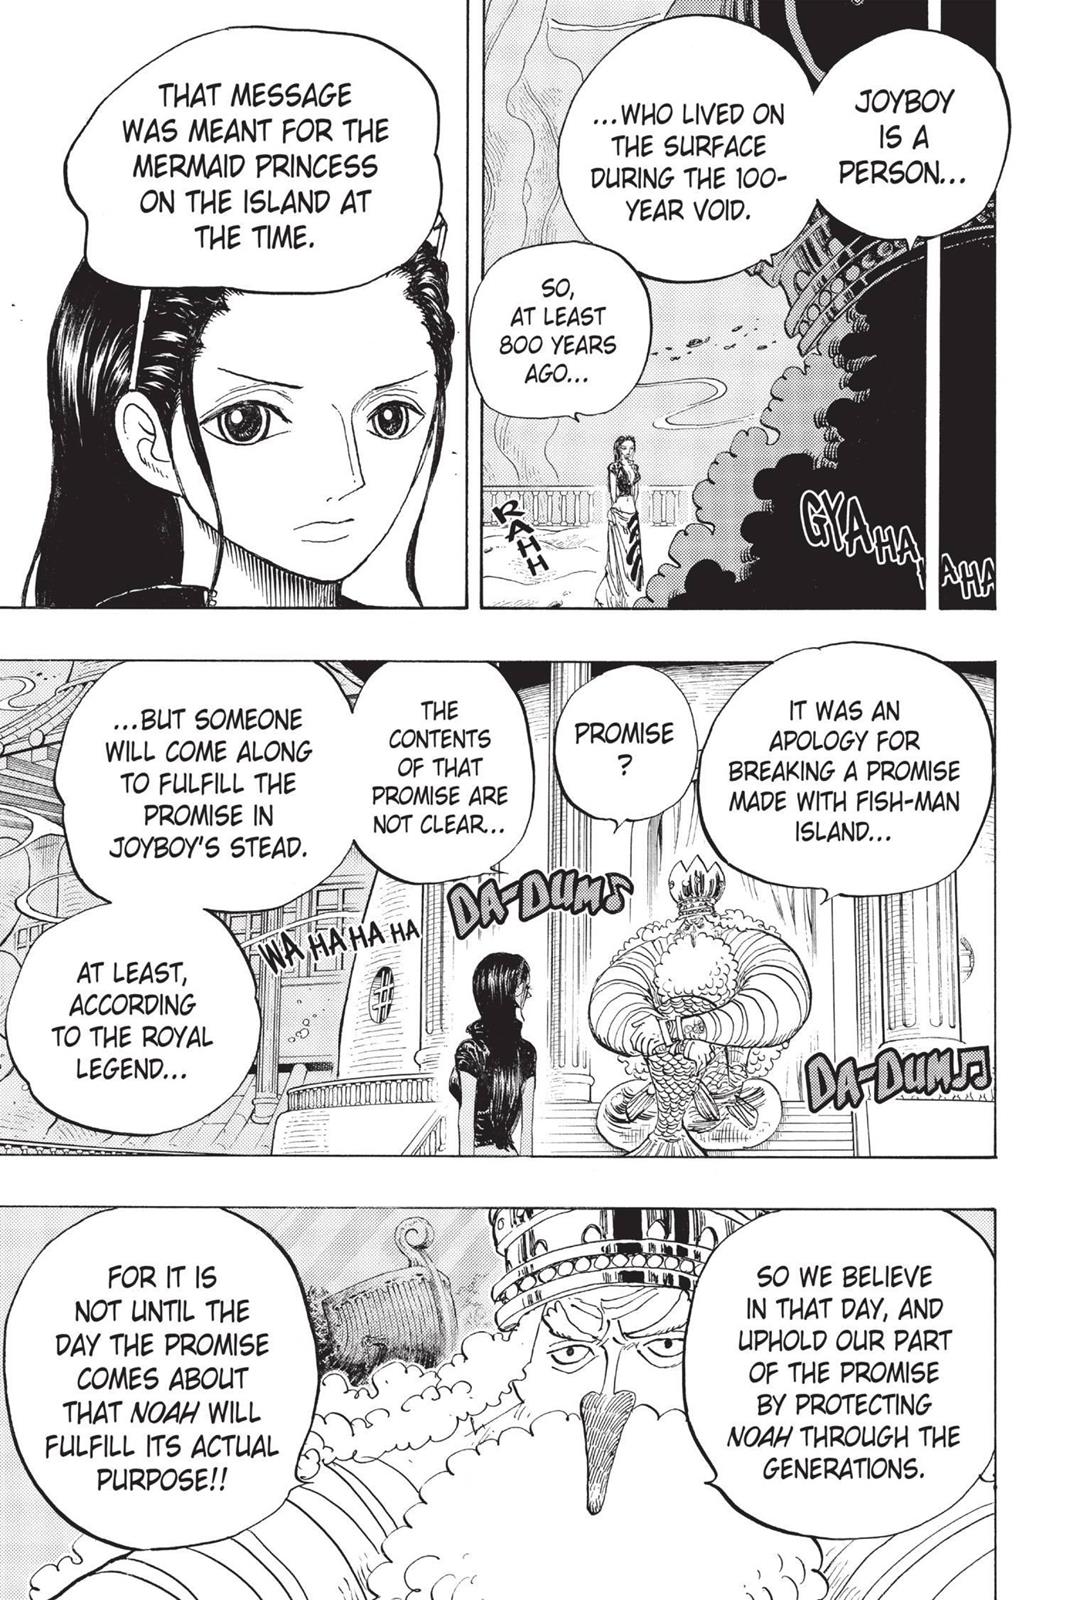 JOYBOY
IS A
PERSON...
...WHO LIVED ON
THE SURFACE
DURING THE 100-
YEAR VOID.
SO,
AT LEAST
800 YEARS
AGO...
GYAHAHAHAHA
RAHH
THAT MESSAGE
WAS MEANT FOR THE
MERMAID PRINCESS
ON THE ISLAND AT
THE TIME.
IT WAS AN
APOLOGY FOR
BREAKING A PROMISE
MADE WITH FISH-MAN
ISLAND...
PROMISE
?
THE
CONTENTS
OF THAT
PROMISE ARE
NOT CLEAR...
...BUT SOMEONE
WILL COME ALONG
TO FULFILL THE
PROMISE IN
JOYBOY'S STEAD.
AT LEAST,
ACCORDING
TO THE ROYAL
LEGEND...
DA-DUM♪
WA HA HA HA HA
DA-DUM♪♫
SO WE BELIEVE
IN THAT DAY, AND
UPHOLD OUR PART
OF THE PROMISE
BY PROTECTING
NOAH THROUGH THE
GENERATIONS.
FOR IT IS
NOT UNTIL THE
DAY THE PROMISE
COMES ABOUT
THAT NOAH WILL
FULFILL ITS ACTUAL
PURPOSE!!